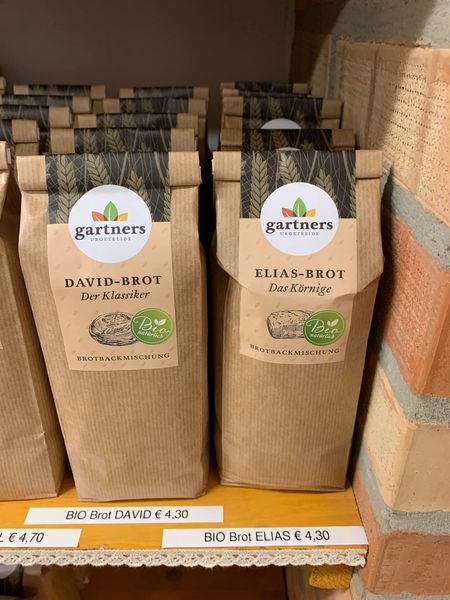 gartners
URGETREIDE
DAVID-BROT
Der Klassiker
Bio
natürlich
BROTBACKMISCHUNG
gartners
URGETREIDE
ELIAS-BROT
Das Körnige
Bio
natürlich
BROTBACKMISCHUNG
BIO Brot DAVID € 4,30
L € 4,70
BIO Brot ELIAS € 4,30